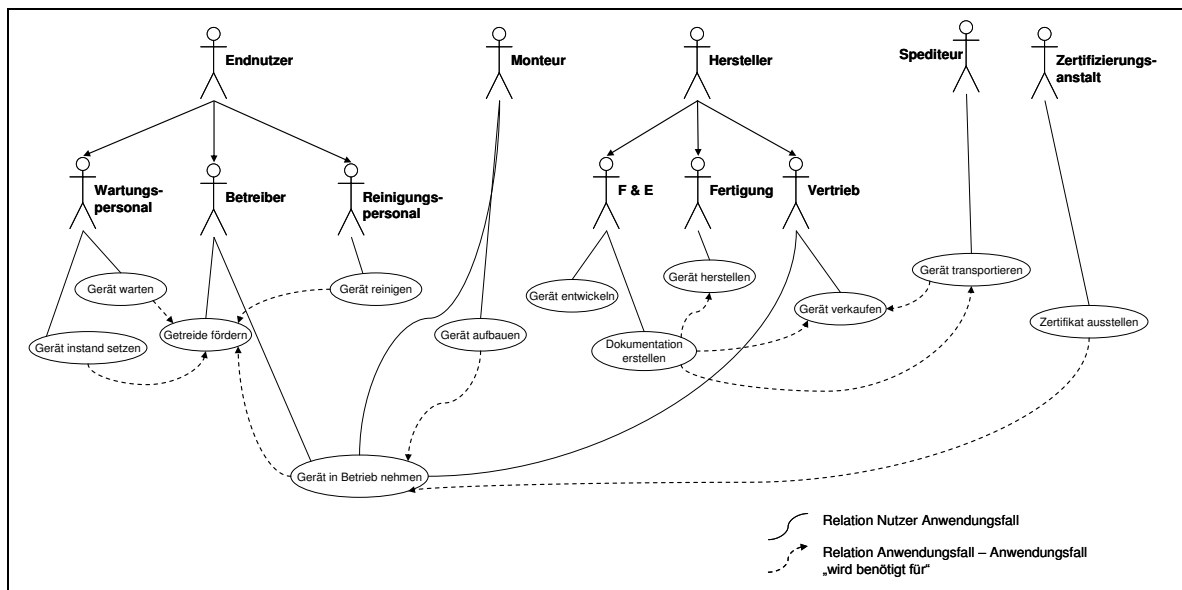 Endnutzer
Monteur
Hersteller
Spediteur
Zertifizierungs-
anstalt
Wartungs-
personal
Betreiber
Reinigungs-
personal
F & E
Fertigung
Vertrieb
Gerät warten
Gerät reinigen
Gerät entwickeln
Gerät herstellen
Gerät verkaufen
Gerät transportieren
Gerät instand setzen
Getreide fördern
Gerät aufbauen
Dokumentation
erstellen
Zertifikat ausstellen
Gerät in Betrieb nehmen
Relation Nutzer Anwendungsfall
Relation Anwendungsfall – Anwendungsfall
„wird benötigt für“